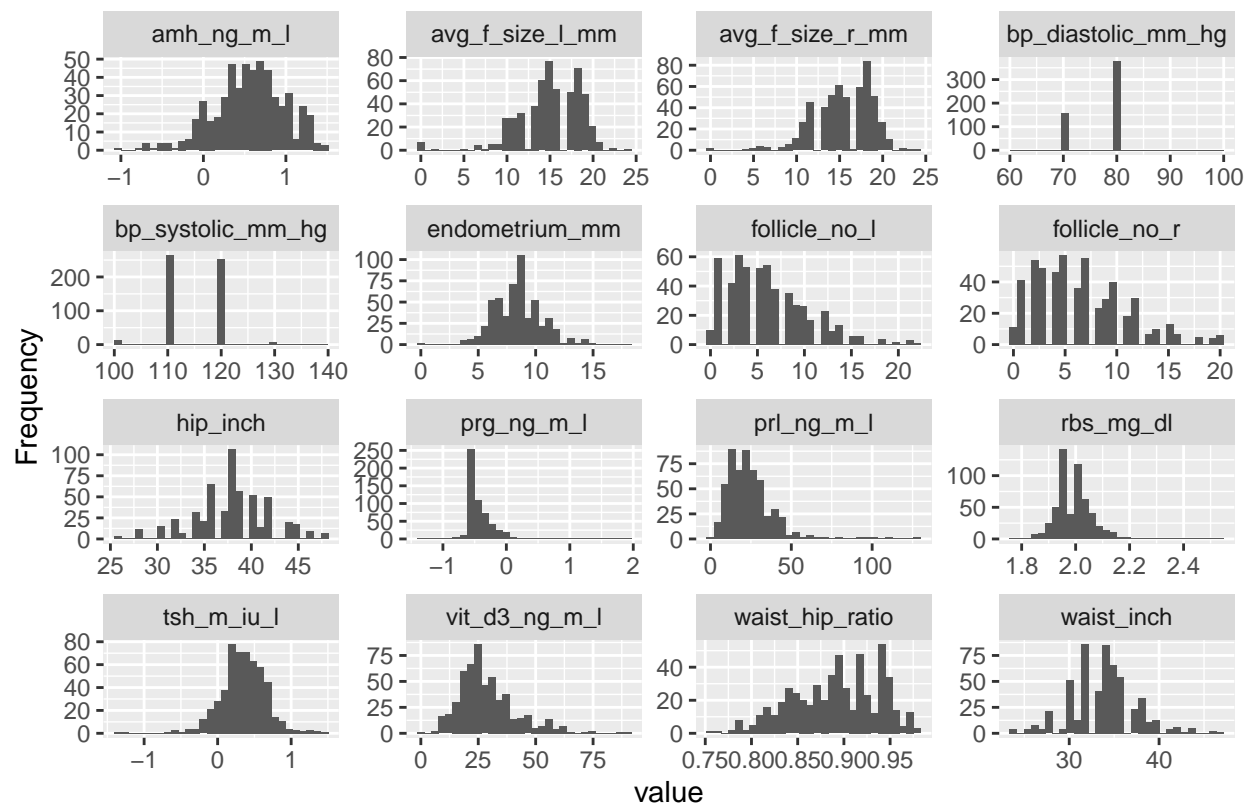 amh_ng_m_l avg_f_size_l_mm avg_f_size_r_mm bp_diastolic_mm_hg
50 40 30 20 10 0
80 60 40 20 0
80 60 40 20 0
300 200 100 0
−1 0 1
0 5 10 15 20 25
0 5 10 15 20 25
60 70 80 90 100
bp_systolic_mm_hg endometrium_mm follicle_no_l follicle_no_r
200 100 0
100 75 50 25 0
60 40 20 0
40 20 0
100 110 120 130 140
0 5 10 15
0 5 10 15 20
0 5 10 15 20
Frequency
hip_inch prg_ng_m_l prl_ng_m_l rbs_mg_dl
100 75 50 25 0
250 200 150 100 50 0
75 50 25 0
100 50 0
25 30 35 40 45
−1 0 1 2
0 50 100
1.8 2.0 2.2 2.4
tsh_m_iu_l vit_d3_ng_m_l waist_hip_ratio waist_inch
80 60 40 20 0
75 50 25 0
40 20 0
75 50 25 0
−1 0 1
0 25 50 75
0.75 0.80 0.85 0.90 0.95
30 40
value